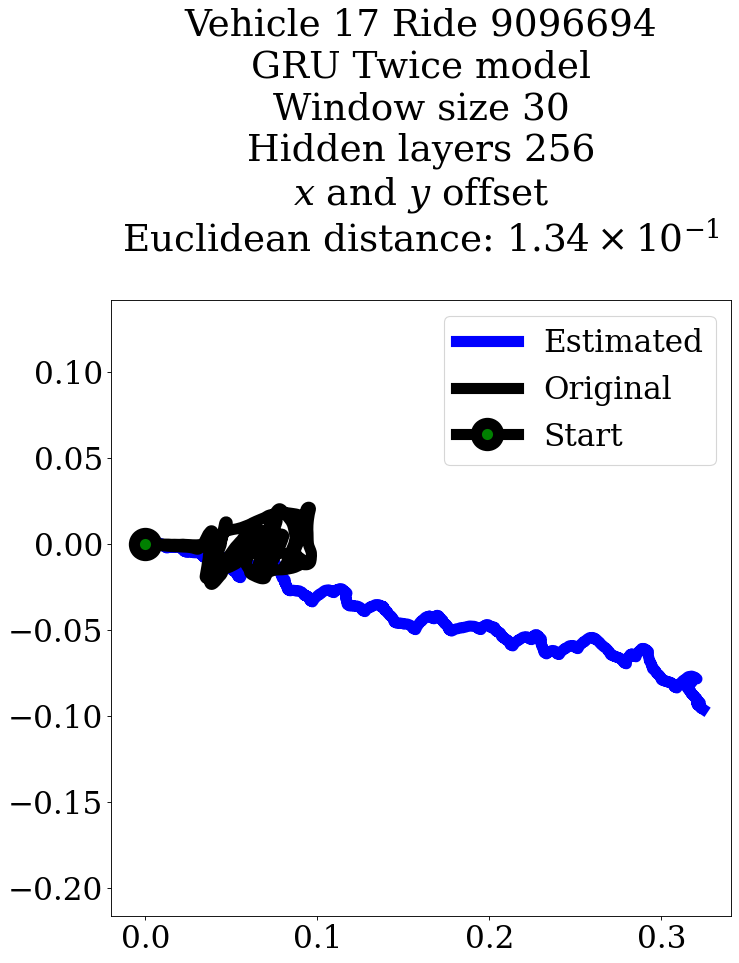 Vehicle 17 Ride 9096694
GRU Twice model
Window size 30
Hidden layers 256
x and y offset
Euclidean distance: 1.34 × 10⁻¹
Estimated
Original
Start
0.10
0.05
0.00
−0.05
−0.10
−0.15
−0.20
0.0 0.1 0.2 0.3